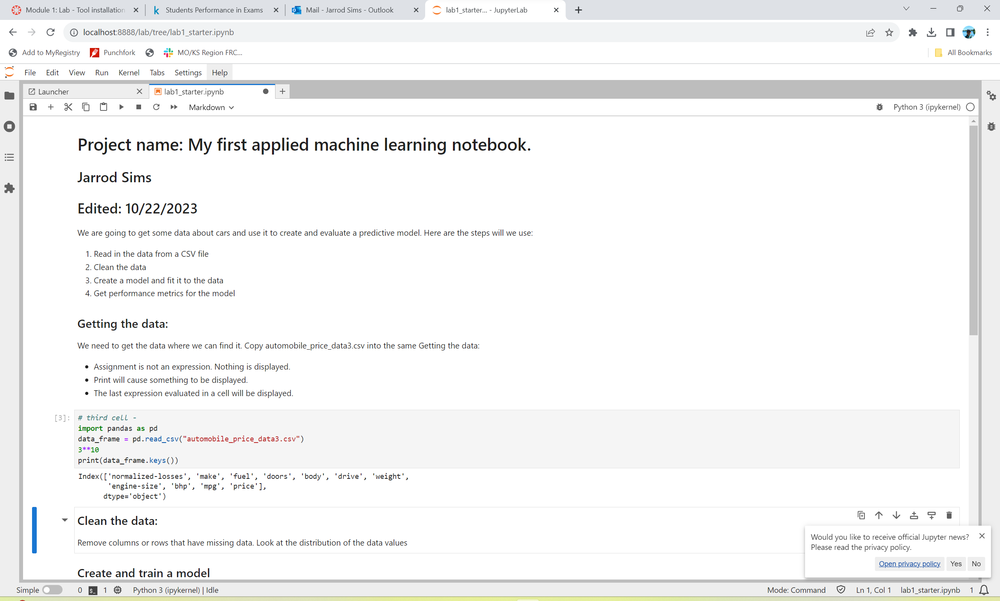 Module 1: Lab - Tool installation
Students Performance in Exams
Mail - Jarrod Sims - Outlook
lab1_starter... - JupyterLab
localhost:8888/lab/tree/lab1_starter.ipynb
Add to MyRegistry
Punchfork
MO/KS Region FRC...
All Bookmarks
File Edit View Run Kernel Tabs Settings Help
Launcher
lab1_starter.ipynb
Markdown
Python 3 (ipykernel)
Project name: My first applied machine learning notebook.
Jarrod Sims
Edited: 10/22/2023
We are going to get some data about cars and use it to create and evaluate a predictive model. Here are the steps will we use:
1. Read in the data from a CSV file
2. Clean the data
3. Create a model and fit it to the data
4. Get performance metrics for the model
Getting the data:
We need to get the data where we can find it. Copy automobile_price_data3.csv into the same Getting the data:
• Assignment is not an expression. Nothing is displayed.
• Print will cause something to be displayed.
• The last expression evaluated in a cell will be displayed.
[3]: # third cell -
import pandas as pd
data_frame = pd.read_csv("automobile_price_data3.csv")
3**10
print(data_frame.keys())
Index(['normalized-losses', 'make', 'fuel', 'doors', 'body', 'drive', 'weight',
'engine-size', 'bhp', 'mpg', 'price'],
dtype='object')
Clean the data:
Remove columns or rows that have missing data. Look at the distribution of the data values
Create and train a model
Would you like to receive official Jupyter news?
Please read the privacy policy.
Open privacy policy Yes No
Simple 0 $_ 1 Python 3 (ipykernel) | Idle
Mode: Command Ln 1, Col 1 lab1_starter.ipynb 1